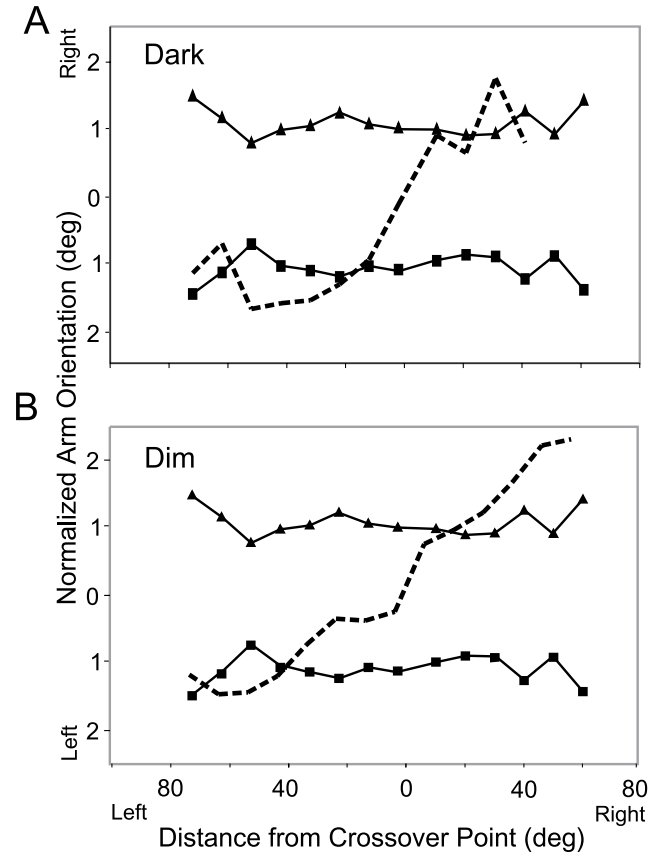 A
Right
Dark
2
1
0
1
2
Normalized Arm Orientation (deg)
B
Dim
2
1
0
1
2
Left
80 40 0 40 80
Left Right
Distance from Crossover Point (deg)